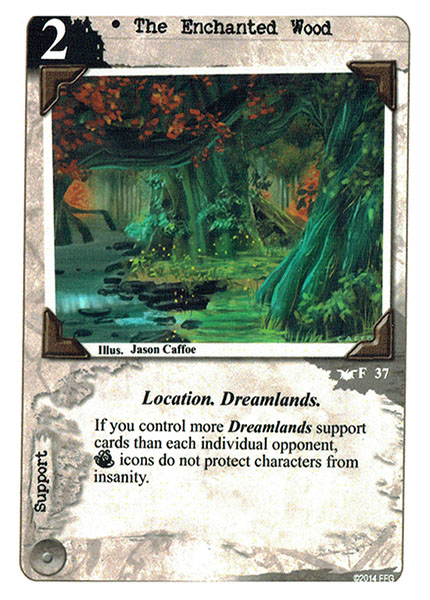 2
• The Enchanted Wood
Illus. Jason Caffoe
F 37
Location. Dreamlands.
If you control more Dreamlands support
cards than each individual opponent,
icons do not protect characters from
insanity.
Support
©2014 FFG